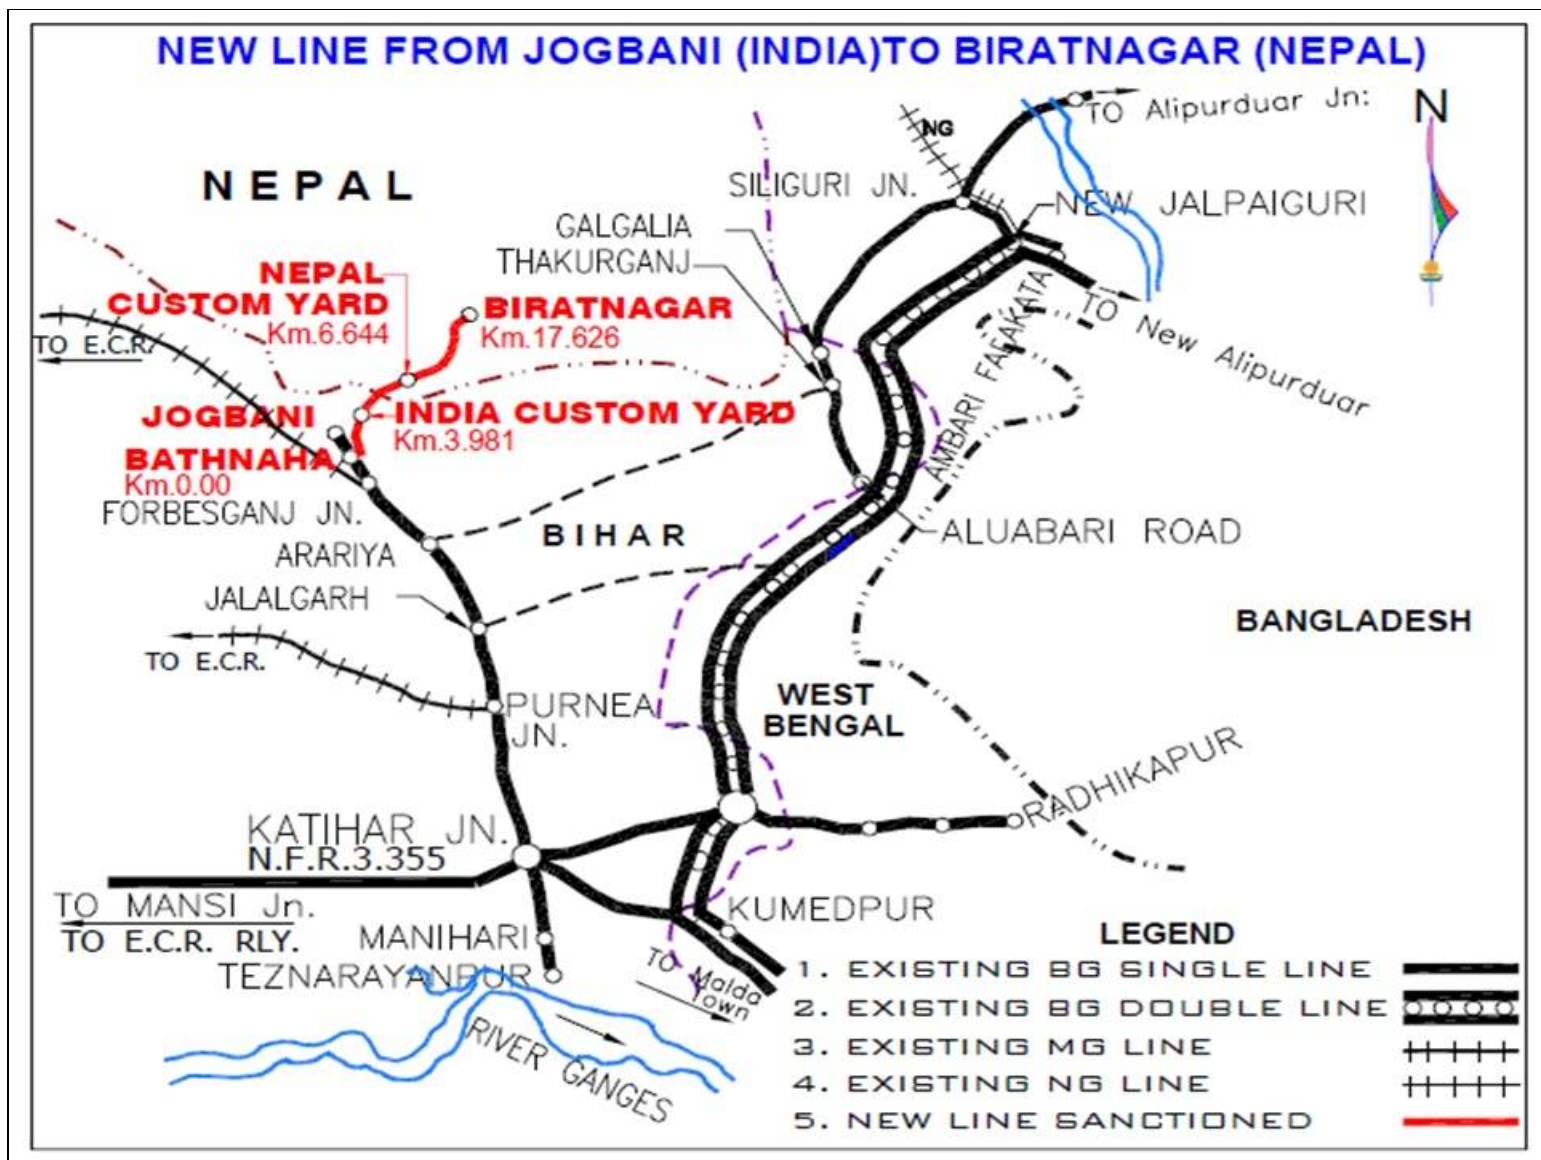 NEW LINE FROM JOGBANI (INDIA)TO BIRATNAGAR (NEPAL)
N
TO Alipurduar Jn:
NG
NEPAL
SILIGURI JN.
NEW JALPAIGURI
GALGALIA
THAKURGANJ
NEPAL
CUSTOM YARD
Km.6.644
BIRATNAGAR
Km.17.626
TO E.C.R.
TO New Alipurduar
AMBARI FALAKATA
JOGBANI
INDIA CUSTOM YARD
Km.3.981
BATHNAHA
Km.0.00
FORBESGANJ JN.
BIHAR
ALUABARI ROAD
ARARIYA
JALALGARH
BANGLADESH
TO E.C.R.
WEST
BENGAL
PURNEA
JN.
RADHIKAPUR
KATIHAR JN.
N.F.R.3.355
TO MANSI Jn.
TO E.C.R. RLY.
KUMEDPUR
MANIHARI
TEZNARAYANPUR
TO Malda
Town
RIVER GANGES
LEGEND
1. EXISTING BG SINGLE LINE
2. EXISTING BG DOUBLE LINE
3. EXISTING MG LINE
4. EXISTING NG LINE
5. NEW LINE SANCTIONED